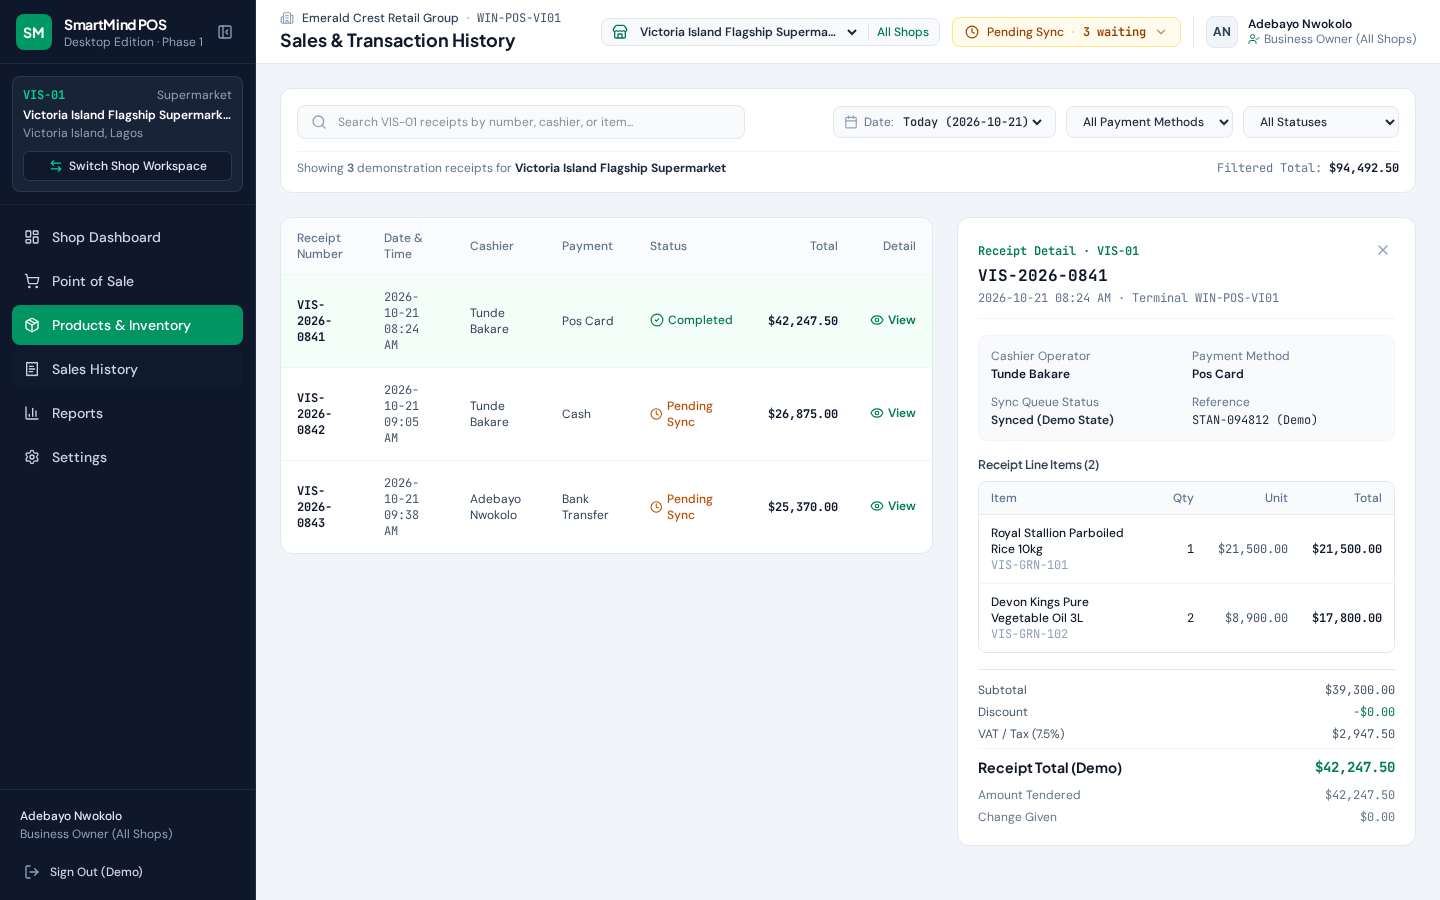 SM
SmartMind POS
Desktop Edition · Phase 1
VIS-01
Supermarket
Victoria Island Flagship Supermark...
Victoria Island, Lagos
Switch Shop Workspace
Shop Dashboard
Point of Sale
Products & Inventory
Sales History
Reports
Settings
Adebayo Nwokolo
Business Owner (All Shops)
Sign Out (Demo)
Emerald Crest Retail Group · WIN-POS-VI01
Sales & Transaction History
Victoria Island Flagship Superma...
All Shops
Pending Sync · 3 waiting
AN
Adebayo Nwokolo
Business Owner (All Shops)
Search VIS-01 receipts by number, cashier, or item...
Date: Today (2026-10-21)
All Payment Methods
All Statuses
Showing 3 demonstration receipts for Victoria Island Flagship Supermarket
Filtered Total: $94,492.50
Receipt Number
Date & Time
Cashier
Payment
Status
Total
Detail
VIS-2026-0841
2026-10-21 08:24 AM
Tunde Bakare
Pos Card
Completed
$42,247.50
View
VIS-2026-0842
2026-10-21 09:05 AM
Tunde Bakare
Cash
Pending Sync
$26,875.00
View
VIS-2026-0843
2026-10-21 09:38 AM
Adebayo Nwokolo
Bank Transfer
Pending Sync
$25,370.00
View
Receipt Detail · VIS-01
VIS-2026-0841
2026-10-21 08:24 AM · Terminal WIN-POS-VI01
Cashier Operator
Tunde Bakare
Payment Method
Pos Card
Sync Queue Status
Synced (Demo State)
Reference
STAN-094812 (Demo)
Receipt Line Items (2)
Item
Qty
Unit
Total
Royal Stallion Parboiled Rice 10kg
VIS-GRN-101
1
$21,500.00
$21,500.00
Devon Kings Pure Vegetable Oil 3L
VIS-GRN-102
2
$8,900.00
$17,800.00
Subtotal
$39,300.00
Discount
-$0.00
VAT / Tax (7.5%)
$2,947.50
Receipt Total (Demo)
$42,247.50
Amount Tendered
$42,247.50
Change Given
$0.00